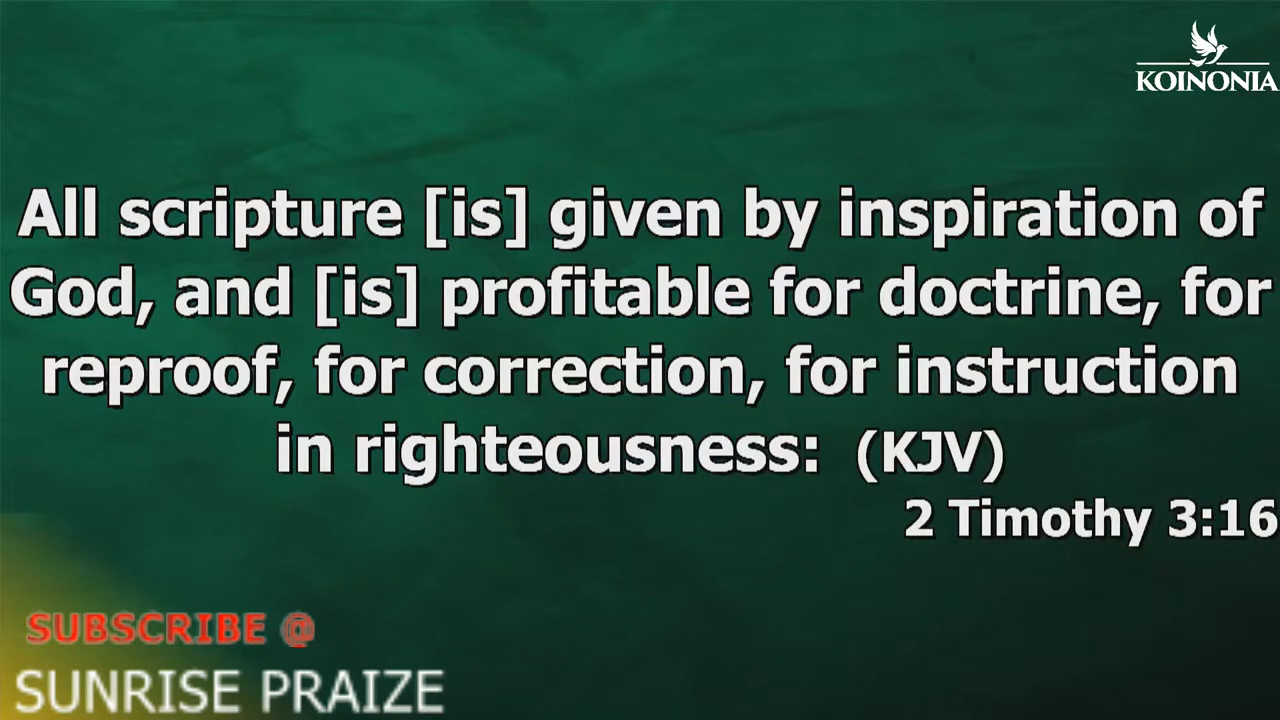 KOINONIA
All scripture [is] given by inspiration of
God, and [is] profitable for doctrine, for
reproof, for correction, for instruction
in righteousness: (KJV)
2 Timothy 3:16
SUBSCRIBE @
SUNRISE PRAIZE